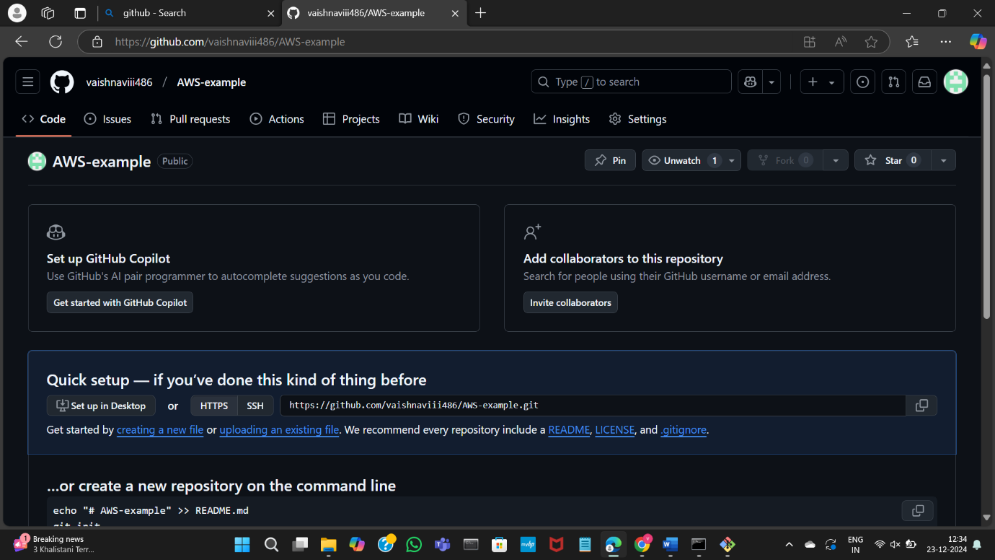 github - Search
vaishnaviii486/AWS-example
https://github.com/vaishnaviii486/AWS-example
vaishnaviii486 / AWS-example
Type / to search
Code
Issues
Pull requests
Actions
Projects
Wiki
Security
Insights
Settings
AWS-example Public
Pin
Unwatch 1
Fork 0
Star 0
Set up GitHub Copilot
Use GitHub's AI pair programmer to autocomplete suggestions as you code.
Get started with GitHub Copilot
Add collaborators to this repository
Search for people using their GitHub username or email address.
Invite collaborators
Quick setup — if you've done this kind of thing before
Set up in Desktop or HTTPS SSH https://github.com/vaishnaviii486/AWS-example.git
Get started by creating a new file or uploading an existing file. We recommend every repository include a README, LICENSE, and .gitignore.
...or create a new repository on the command line
echo "# AWS-example" >> README.md
git init
1
Breaking news
3 Khalistani Terr...
ENG
IN
12:34
23-12-2024